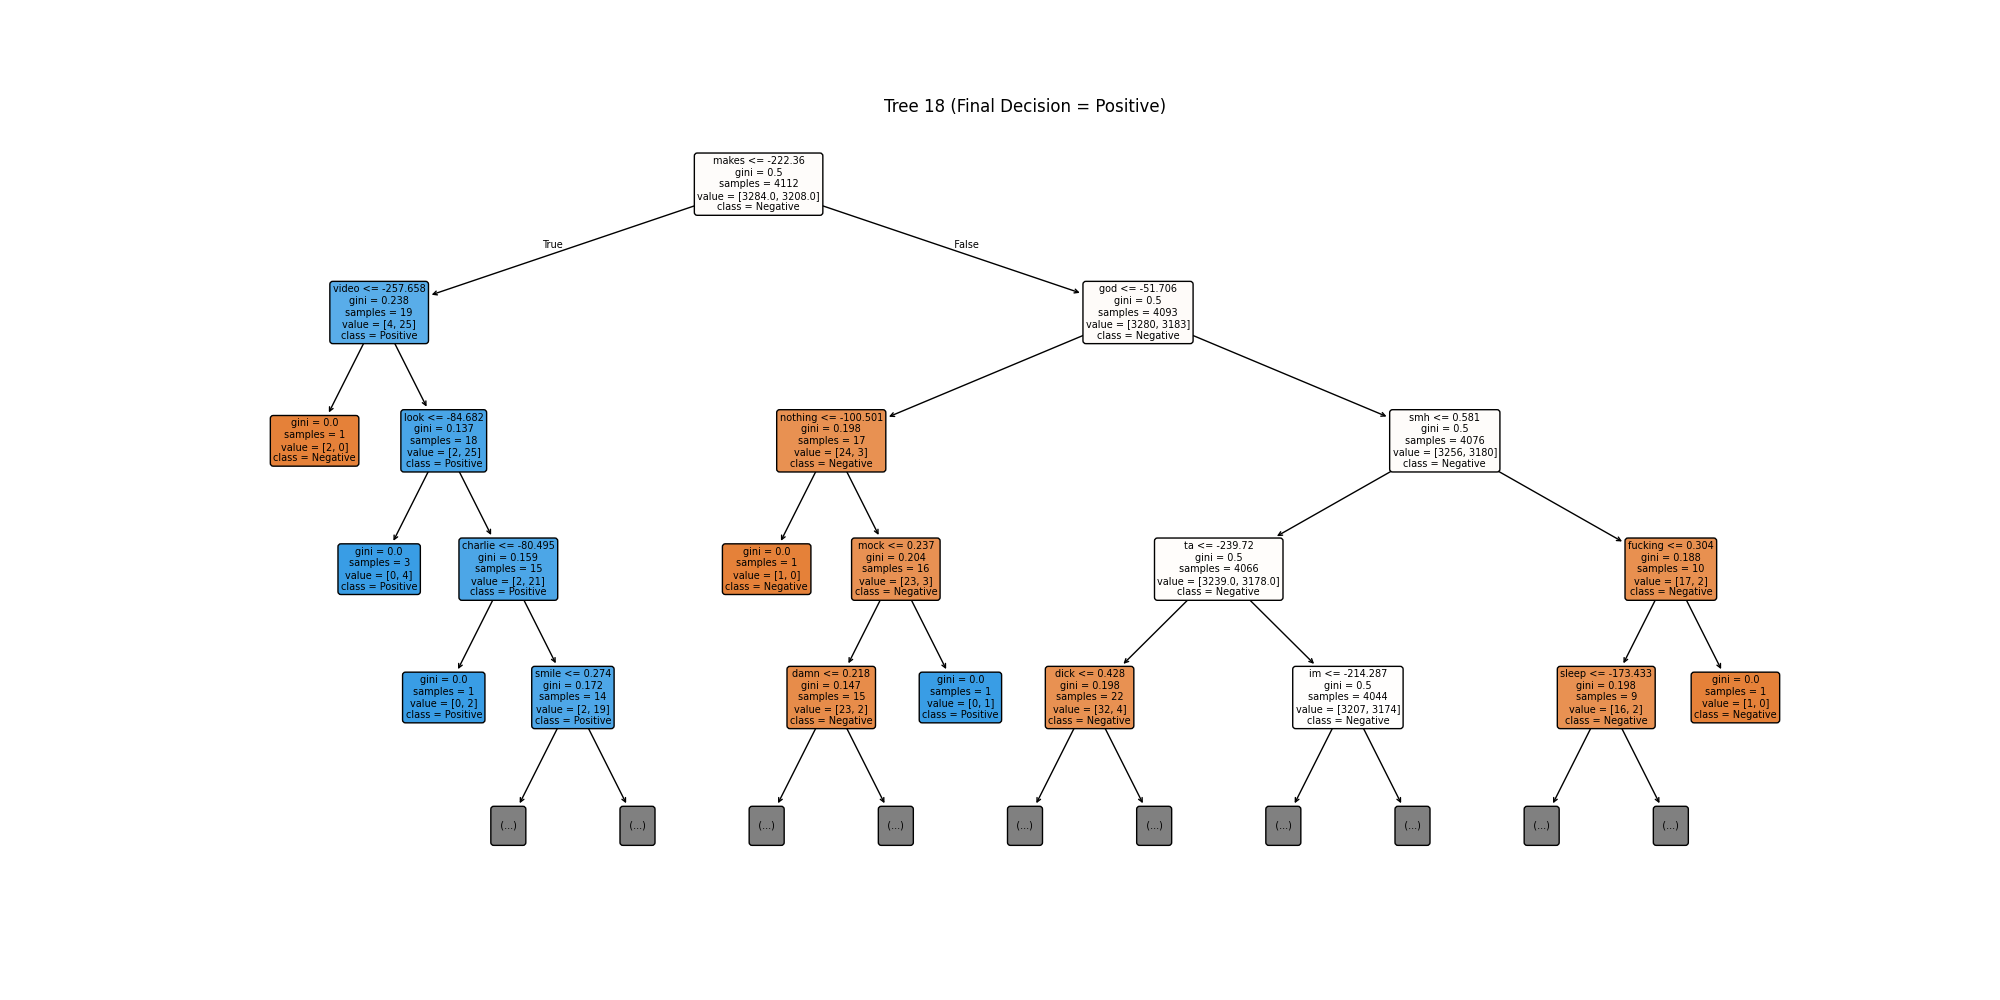 Tree 18 (Final Decision = Positive)
makes <= -222.36
gini = 0.5
samples = 4112
value = [3284.0, 3208.0]
class = Negative
True
False
video <= -257.658
gini = 0.238
samples = 19
value = [4, 25]
class = Positive
god <= -51.706
gini = 0.5
samples = 4093
value = [3280, 3183]
class = Negative
gini = 0.0
samples = 1
value = [2, 0]
class = Negative
look <= -84.682
gini = 0.137
samples = 18
value = [2, 25]
class = Positive
nothing <= -100.501
gini = 0.198
samples = 17
value = [24, 3]
class = Negative
smh <= 0.581
gini = 0.5
samples = 4076
value = [3256, 3180]
class = Negative
gini = 0.0
samples = 3
value = [0, 4]
class = Positive
charlie <= -80.495
gini = 0.159
samples = 15
value = [2, 21]
class = Positive
gini = 0.0
samples = 1
value = [1, 0]
class = Negative
mock <= 0.237
gini = 0.204
samples = 16
value = [23, 3]
class = Negative
ta <= -239.72
gini = 0.5
samples = 4066
value = [3239.0, 3178.0]
class = Negative
fucking <= 0.304
gini = 0.188
samples = 10
value = [17, 2]
class = Negative
gini = 0.0
samples = 1
value = [0, 2]
class = Positive
smile <= 0.274
gini = 0.172
samples = 14
value = [2, 19]
class = Positive
damn <= 0.218
gini = 0.147
samples = 15
value = [23, 2]
class = Negative
gini = 0.0
samples = 1
value = [0, 1]
class = Positive
dick <= 0.428
gini = 0.198
samples = 22
value = [32, 4]
class = Negative
im <= -214.287
gini = 0.5
samples = 4044
value = [3207, 3174]
class = Negative
sleep <= -173.433
gini = 0.198
samples = 9
value = [16, 2]
class = Negative
gini = 0.0
samples = 1
value = [1, 0]
class = Negative
(...)
(...)
(...)
(...)
(...)
(...)
(...)
(...)
(...)
(...)